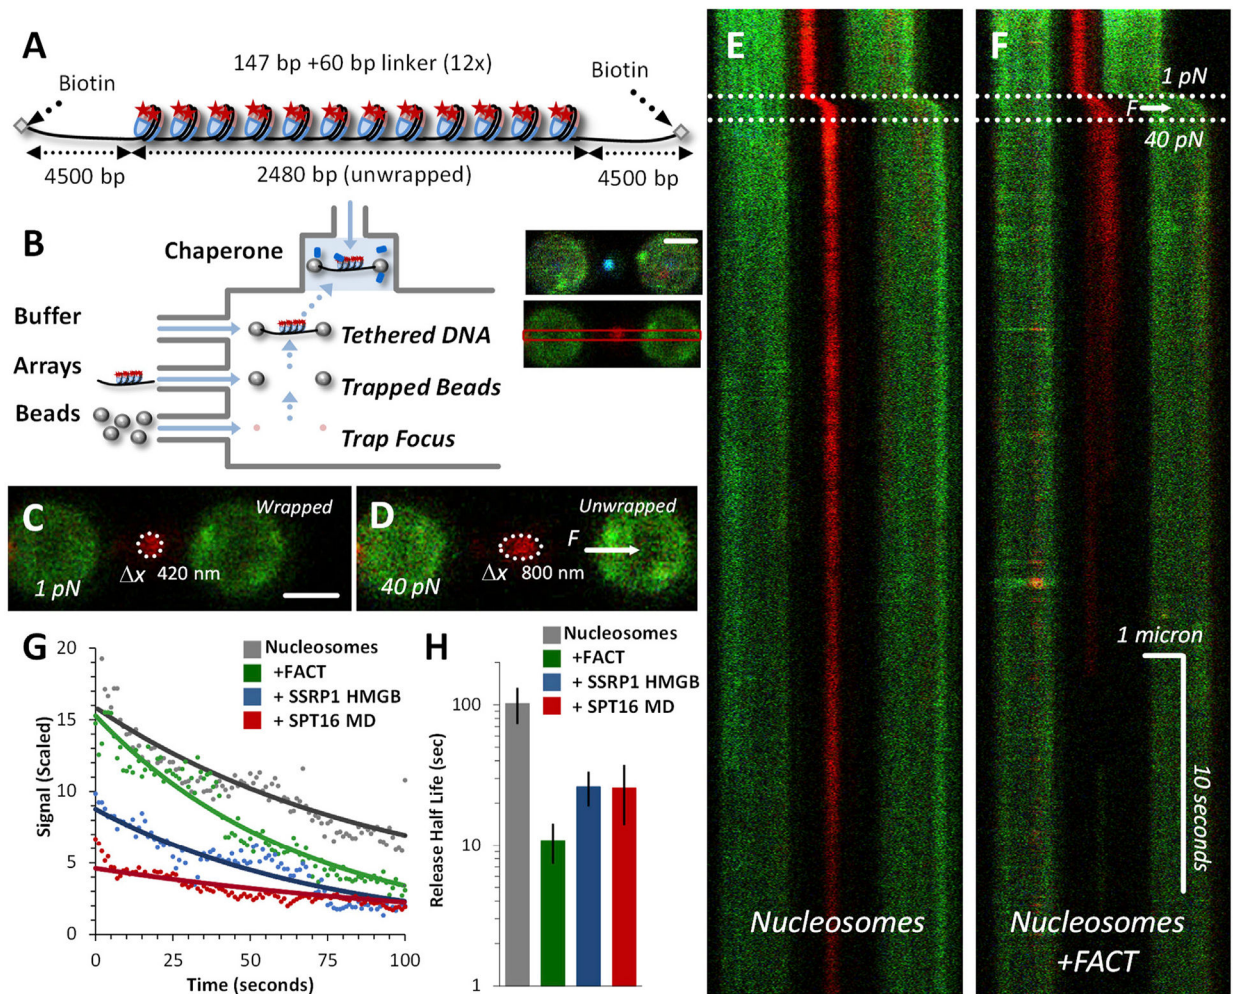 A
147 bp +60 bp linker (12x)
Biotin
Biotin
4500 bp
2480 bp (unwrapped)
4500 bp
B
Chaperone
Buffer
Tethered DNA
Arrays
Trapped Beads
Beads
Trap Focus
C
Wrapped
1 pN
Δx 420 nm
D
Unwrapped
F
40 pN
Δx 800 nm
E
Nucleosomes
F
1 pN
F
40 pN
1 micron
10 seconds
Nucleosomes
+FACT
G
Nucleosomes
+FACT
+ SSRP1 HMGB
+ SPT16 MD
Signal (Scaled)
20
15
10
5
0
0 25 50 75 100
Time (seconds)
H
Nucleosomes
+FACT
+ SSRP1 HMGB
+ SPT16 MD
Release Half Life (sec)
100
10
1